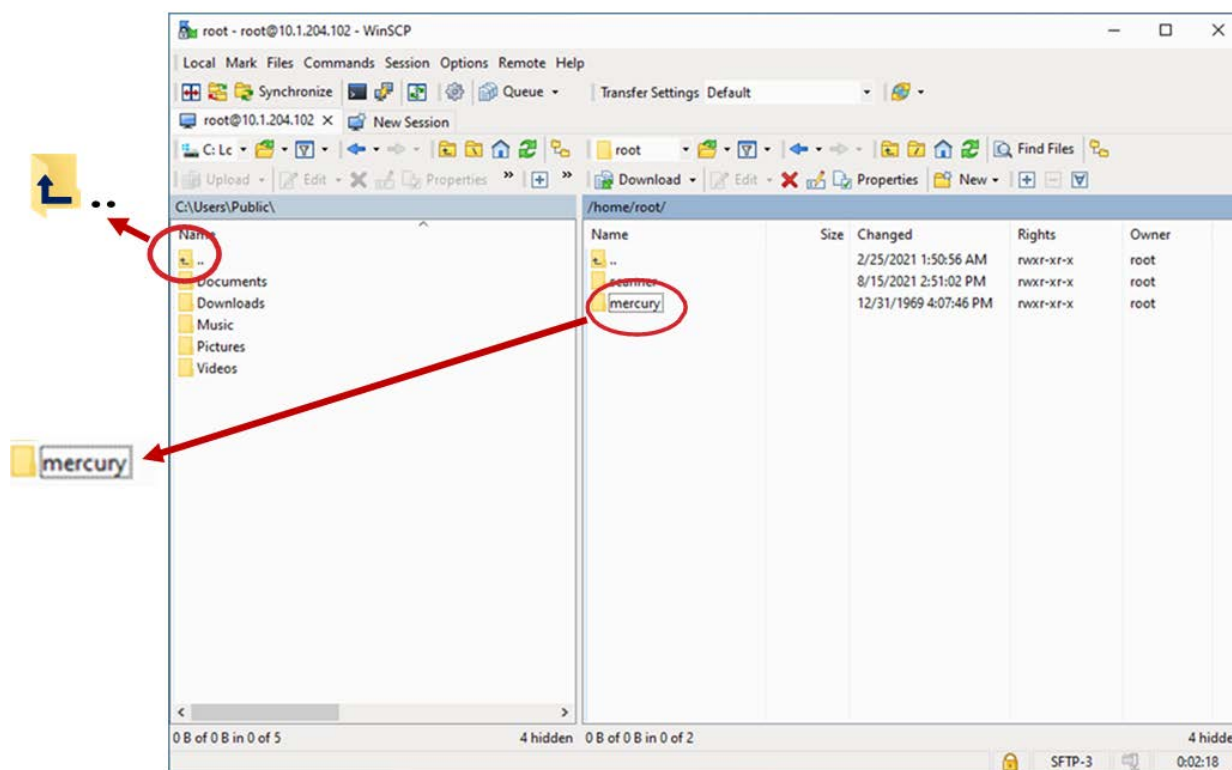 root - root@10.1.204.102 - WinSCP
Local Mark Files Commands Session Options Remote Help
Synchronize Queue Transfer Settings Default
root@10.1.204.102 New Session
C: Lc root Find Files
Upload Edit Properties » » Download Edit Properties New
C:\Users\Public\ /home/root/
Name Name Size Changed Rights Owner
..
.. .. 2/25/2021 1:50:56 AM rwxr-xr-x root
Documents scanner 8/15/2021 2:51:02 PM rwxr-xr-x root
Downloads mercury 12/31/1969 4:07:46 PM rwxr-xr-x root
Music
Pictures
Videos
mercury
0 B of 0 B in 0 of 5 4 hidden 0 B of 0 B in 0 of 2 4 hidde
SFTP-3 0:02:18